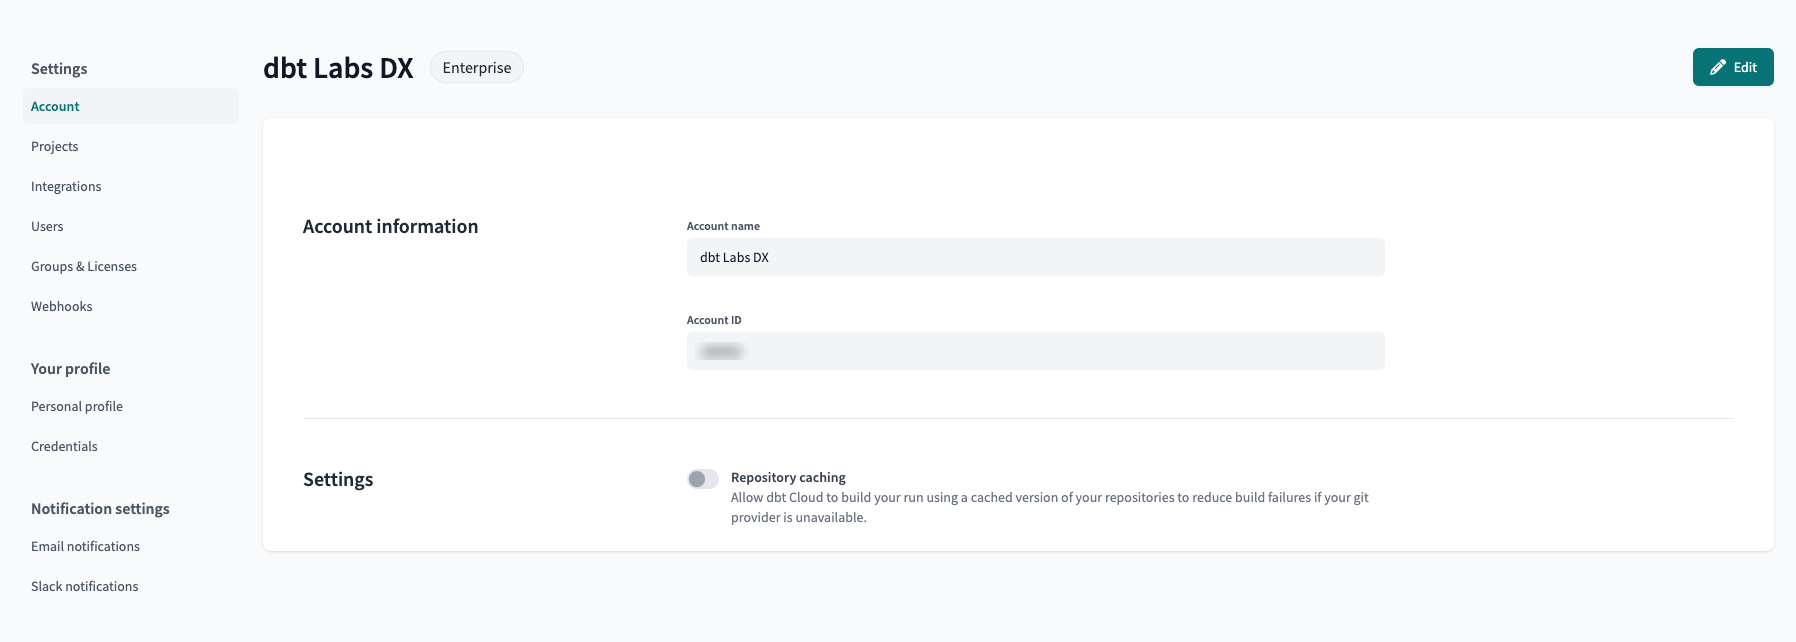 Settings
Account
Projects
Integrations
Users
Groups & Licenses
Webhooks
Your profile
Personal profile
Credentials
Notification settings
Email notifications
Slack notifications
dbt Labs DX
Enterprise
Edit
Account information
Account name
dbt Labs DX
Account ID
Settings
Repository caching
Allow dbt Cloud to build your run using a cached version of your repositories to reduce build failures if your git
provider is unavailable.